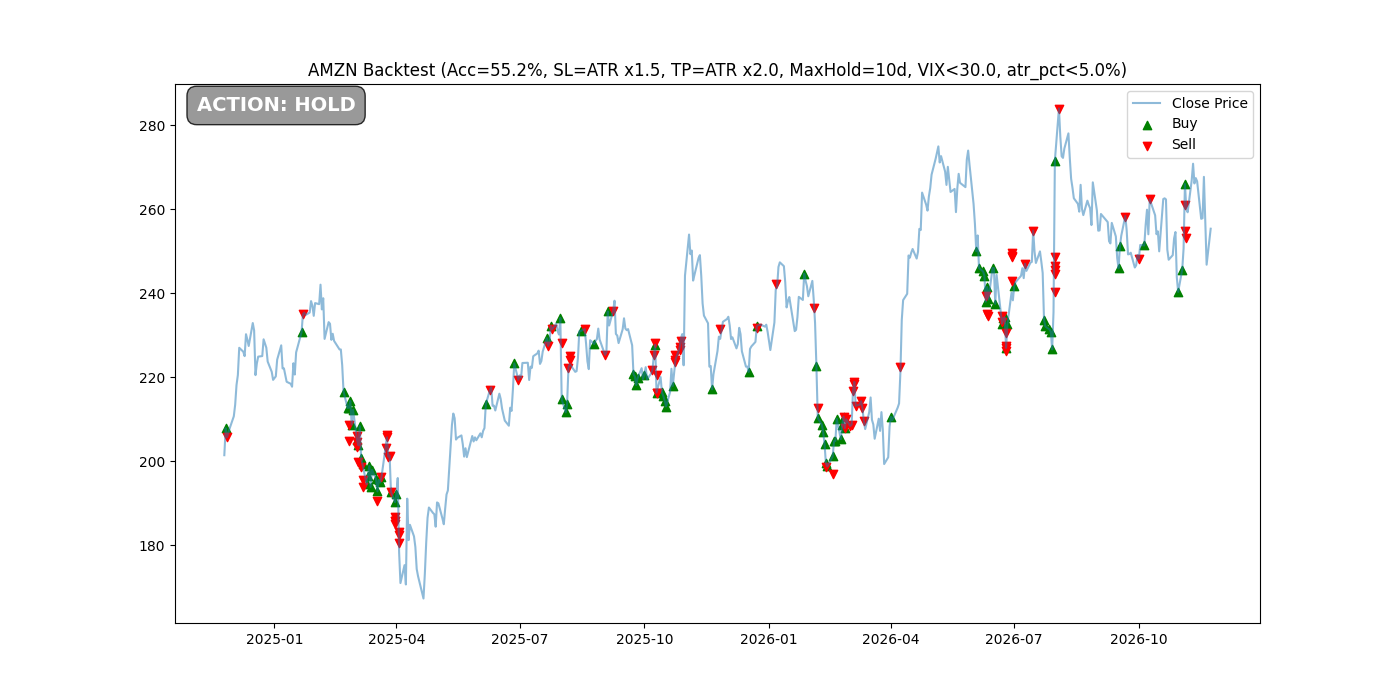 AMZN Backtest (Acc=55.2%, SL=ATR x1.5, TP=ATR x2.0, MaxHold=10d, VIX<30.0, atr_pct<5.0%)
ACTION: HOLD
Close Price
Buy
Sell
280
260
240
220
200
180
2025-01
2025-04
2025-07
2025-10
2026-01
2026-04
2026-07
2026-10